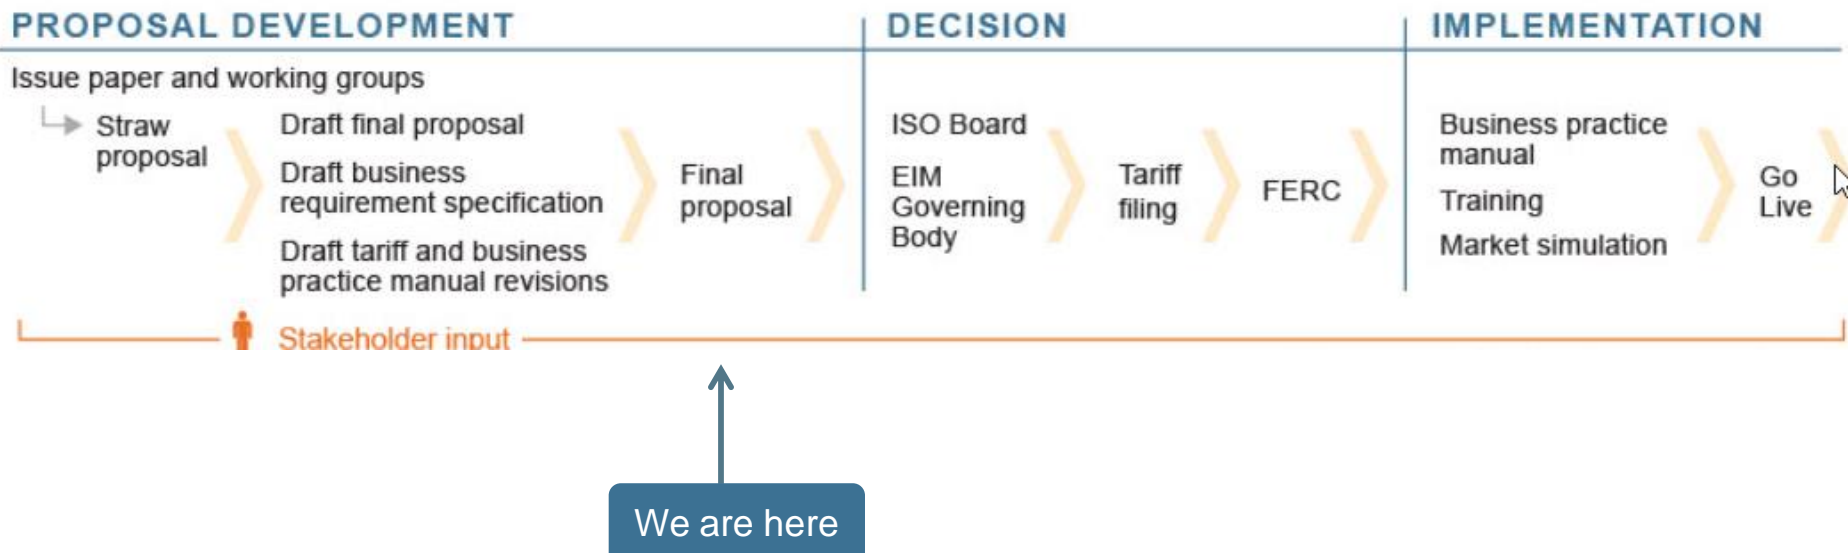 PROPOSAL DEVELOPMENT
DECISION
IMPLEMENTATION
Issue paper and working groups
Straw
proposal
Draft final proposal
Draft business
requirement specification
Draft tariff and business
practice manual revisions
Final
proposal
ISO Board
EIM
Governing
Body
Tariff
filing
FERC
Business practice
manual
Training
Market simulation
Go
Live
Stakeholder input
We are here